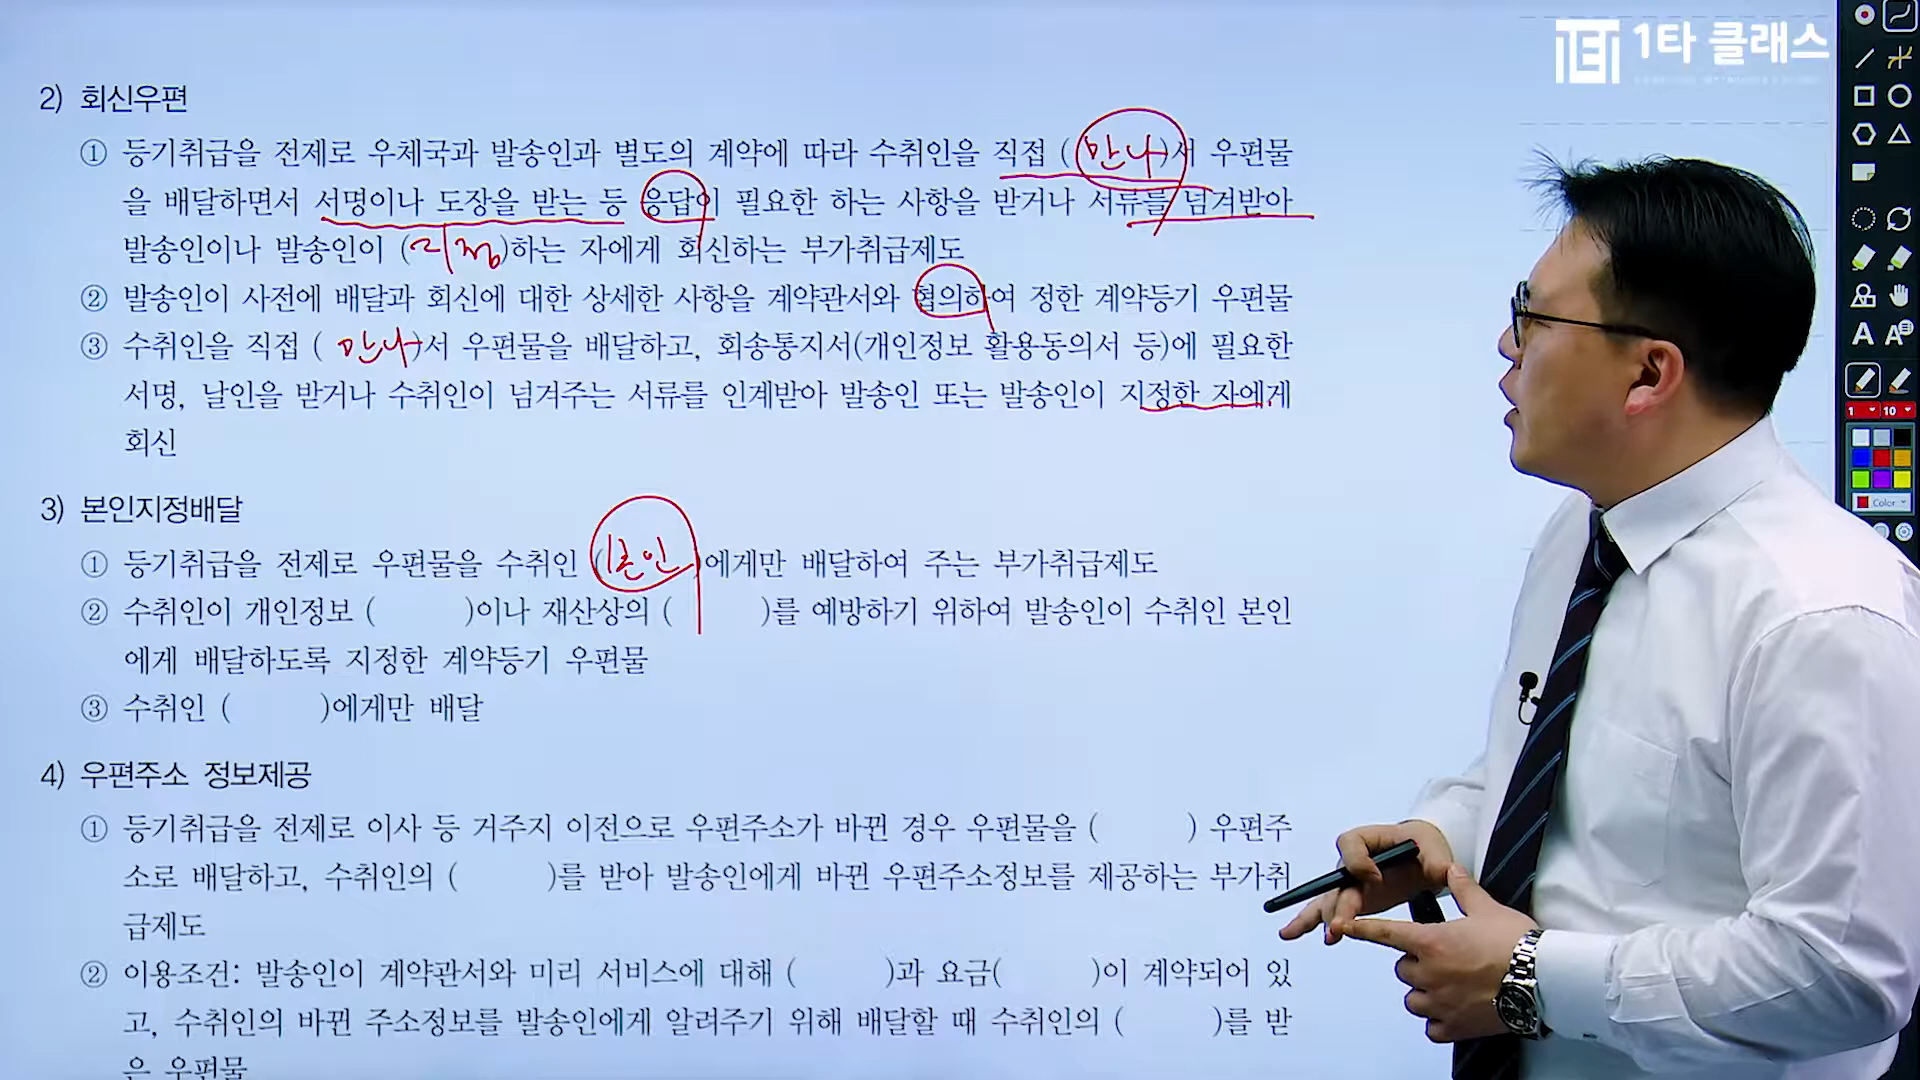 1타 클래스
2) 회신우편
① 등기취급을 전제로 우체국과 발송인과 별도의 계약에 따라 수취인을 직접 (만나)서 우편물
을 배달하면서 서명이나 도장을 받는 등 응답이 필요한 하는 사항을 받거나 서류를 넘겨받아
발송인이나 발송인이 (지정)하는 자에게 회신하는 부가취급제도
② 발송인이 사전에 배달과 회신에 대한 상세한 사항을 계약관서와 협의하여 정한 계약등기 우편물
③ 수취인을 직접 ( 만나)서 우편물을 배달하고, 회송통지서(개인정보 활용동의서 등)에 필요한
서명, 날인을 받거나 수취인이 넘겨주는 서류를 인계받아 발송인 또는 발송인이 지정한 자에게
회신
3) 본인지정배달
① 등기취급을 전제로 우편물을 수취인 (본인)에게만 배달하여 주는 부가취급제도
② 수취인이 개인정보 ( )이나 재산상의 ( )를 예방하기 위하여 발송인이 수취인 본인
에게 배달하도록 지정한 계약등기 우편물
③ 수취인 ( )에게만 배달
4) 우편주소 정보제공
① 등기취급을 전제로 이사 등 거주지 이전으로 우편주소가 바뀐 경우 우편물을 ( ) 우편주
소로 배달하고, 수취인의 ( )를 받아 발송인에게 바뀐 우편주소정보를 제공하는 부가취
급제도
② 이용조건: 발송인이 계약관서와 미리 서비스에 대해 ( )과 요금( )이 계약되어 있
고, 수취인의 바뀐 주소정보를 발송인에게 알려주기 위해 배달할 때 수취인의 ( )를 받
은 우편물
A
A
1
10
Color